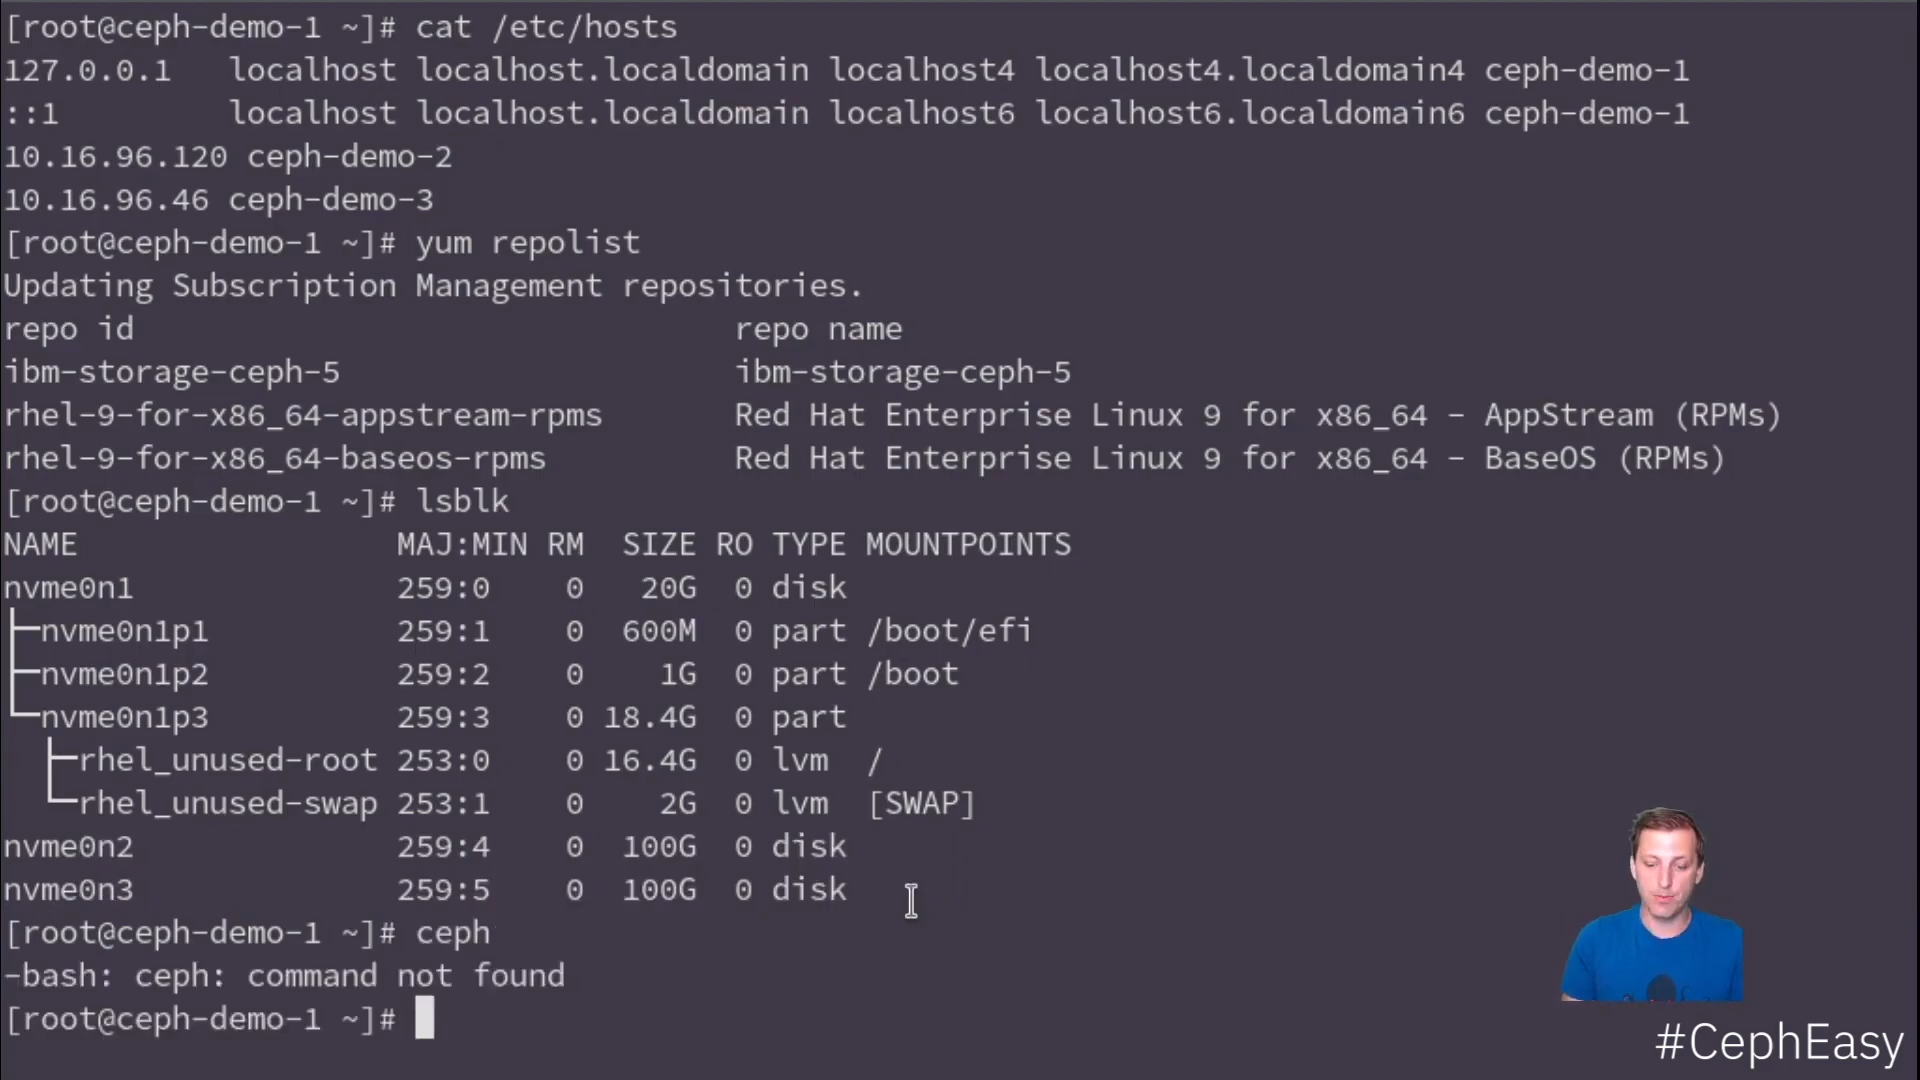 [root@ceph-demo-1 ~]# cat /etc/hosts
127.0.0.1   localhost localhost.localdomain localhost4 localhost4.localdomain4 ceph-demo-1
::1         localhost localhost.localdomain localhost6 localhost6.localdomain6 ceph-demo-1
10.16.96.120 ceph-demo-2
10.16.96.46 ceph-demo-3
[root@ceph-demo-1 ~]# yum repolist
Updating Subscription Management repositories.
repo id                                repo name
ibm-storage-ceph-5                     ibm-storage-ceph-5
rhel-9-for-x86_64-appstream-rpms       Red Hat Enterprise Linux 9 for x86_64 - AppStream (RPMs)
rhel-9-for-x86_64-baseos-rpms          Red Hat Enterprise Linux 9 for x86_64 - BaseOS (RPMs)
[root@ceph-demo-1 ~]# lsblk
NAME                 MAJ:MIN RM  SIZE RO TYPE MOUNTPOINTS
nvme0n1              259:0    0   20G  0 disk
├─nvme0n1p1          259:1    0  600M  0 part /boot/efi
├─nvme0n1p2          259:2    0    1G  0 part /boot
└─nvme0n1p3          259:3    0 18.4G  0 part
  ├─rhel_unused-root 253:0    0 16.4G  0 lvm  /
  └─rhel_unused-swap 253:1    0    2G  0 lvm  [SWAP]
nvme0n2              259:4    0  100G  0 disk
nvme0n3              259:5    0  100G  0 disk
[root@ceph-demo-1 ~]# ceph
-bash: ceph: command not found
[root@ceph-demo-1 ~]#
#CephEasy